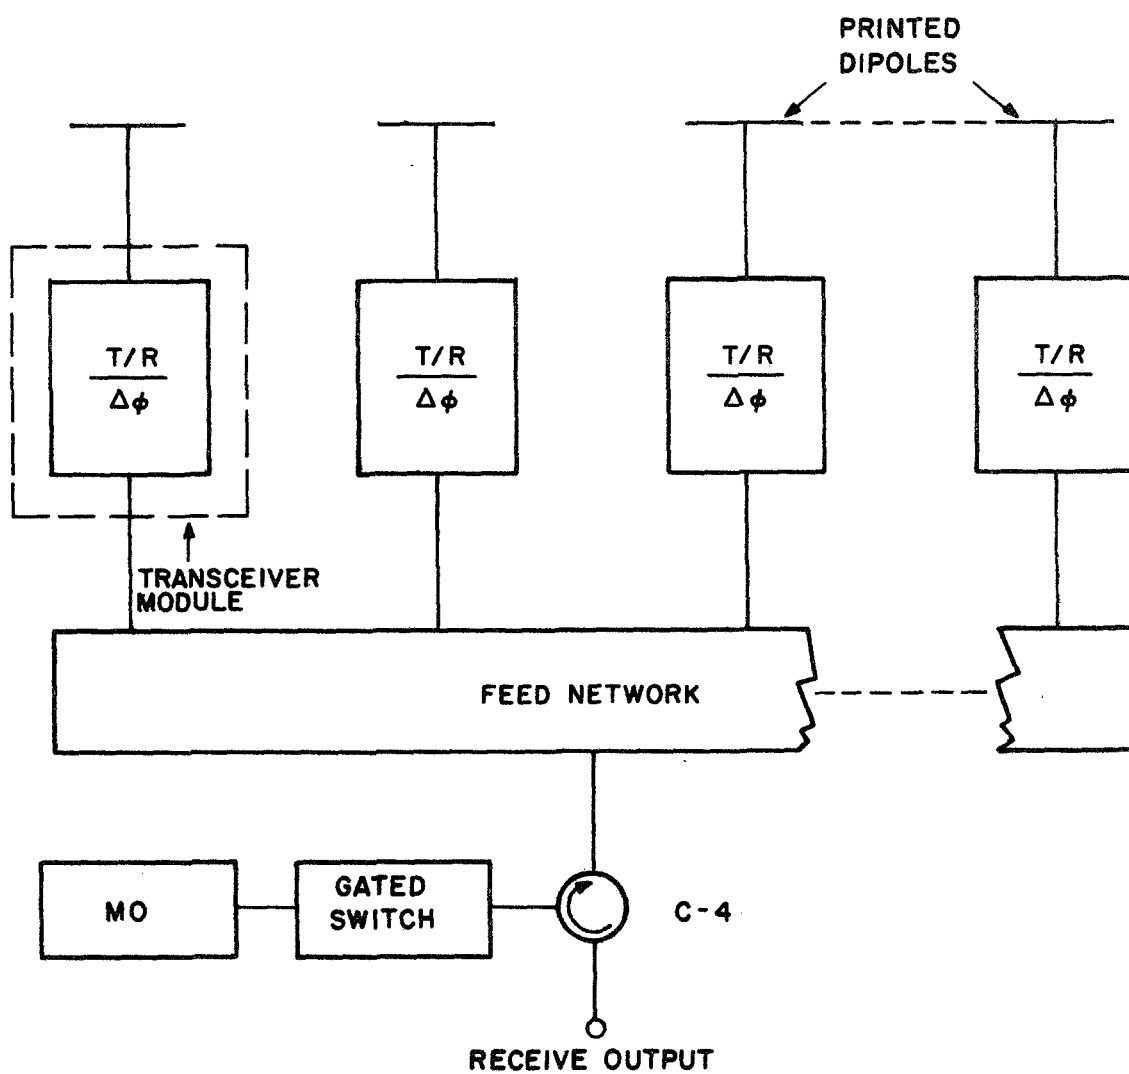 PRINTED
DIPOLES
T/R
Δϕ
T/R
Δϕ
T/R
Δϕ
T/R
Δϕ
TRANSCEIVER
MODULE
FEED NETWORK
MO
GATED
SWITCH
C-4
RECEIVE OUTPUT